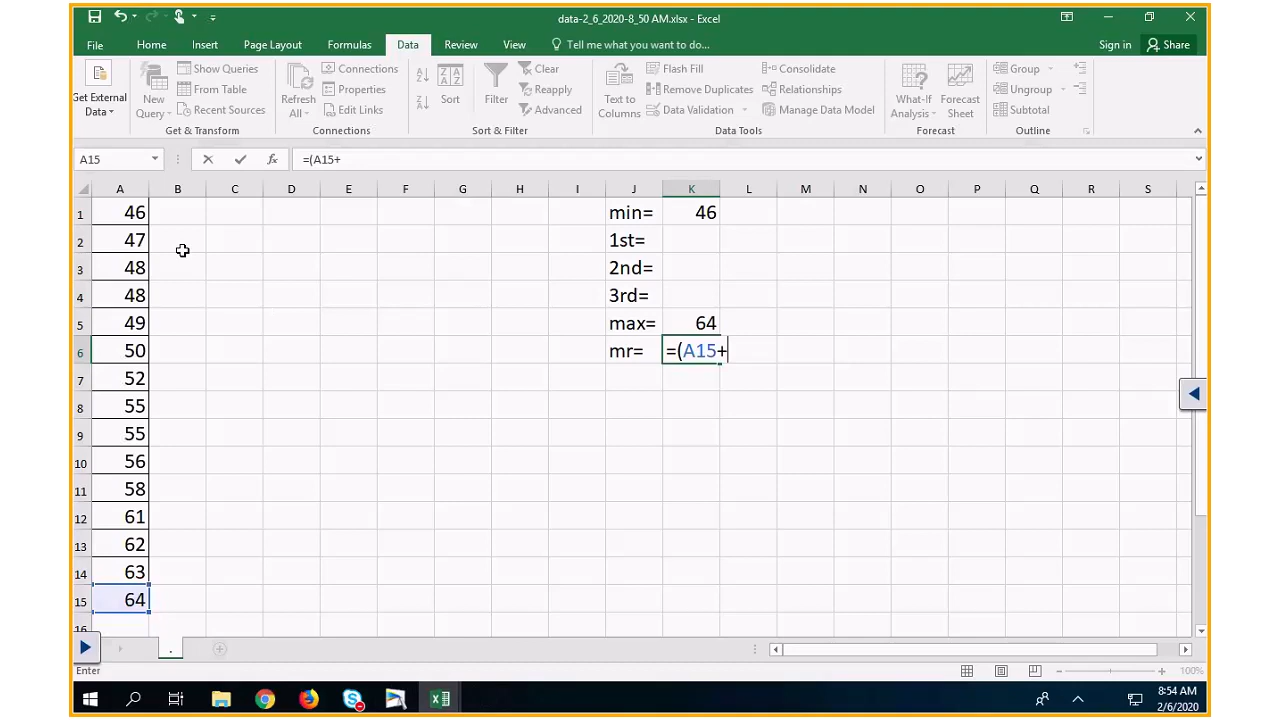 data-2_6_2020-8_50 AM.xlsx - Excel
File Home Insert Page Layout Formulas Data Review View Tell me what you want to do... Sign in Share
Get External Data
New Query
Show Queries
From Table
Recent Sources
Get & Transform
Refresh All
Connections
Properties
Edit Links
Connections
Sort
Filter
Clear
Reapply
Advanced
Sort & Filter
Text to Columns
Flash Fill
Remove Duplicates
Data Validation
Consolidate
Relationships
Manage Data Model
Data Tools
What-If Analysis
Forecast Sheet
Forecast
Group
Ungroup
Subtotal
Outline
A15 fx =(A15+
A B C D E F G H I J K L M N O P Q R S
1 46 min= 46
2 47 1st=
3 48 2nd=
4 48 3rd=
5 49 max= 64
6 50 mr= =(A15+
7 52
8 55
9 55
10 56
11 58
12 61
13 62
14 63
15 64
16
.
Enter 100%
8:54 AM
2/6/2020